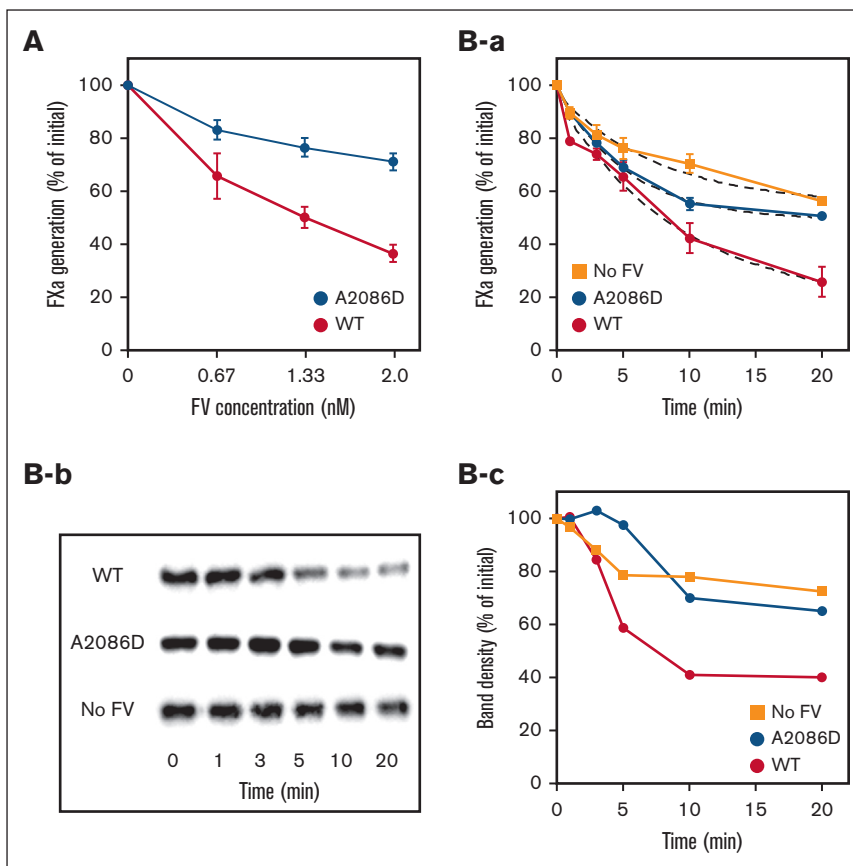 A
FXa generation (% of initial)
100
80
60
40
20
0
0
0.67
1.33
2.0
FV concentration (nM)
A2086D
WT
B-a
FXa generation (% of initial)
100
80
60
40
20
0
0
5
10
15
20
Time (min)
No FV
A2086D
WT
B-b
WT
A2086D
No FV
0 1 3 5 10 20
Time (min)
B-c
Band density (% of initial)
100
80
60
40
20
0
0
5
10
15
20
Time (min)
No FV
A2086D
WT